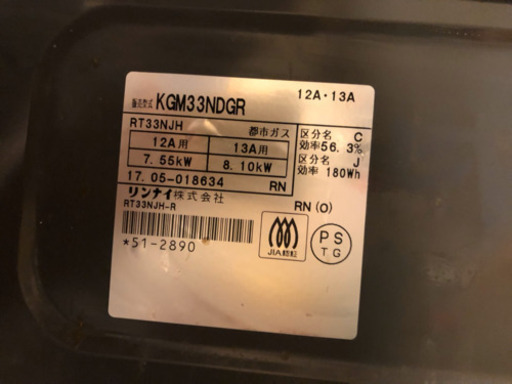 販売型式 KGM33NDGR 12A・13A
RT33NJH 都市ガス
12A用 13A用
7.55kW 8.10kW
区分名 C
効率56.3%
区分名 J
効率 180Wh
17.05-018634 RN
リンナイ株式会社
RT33NJH-R
RN (0)
*51-2890
JIA認証
PS
TG